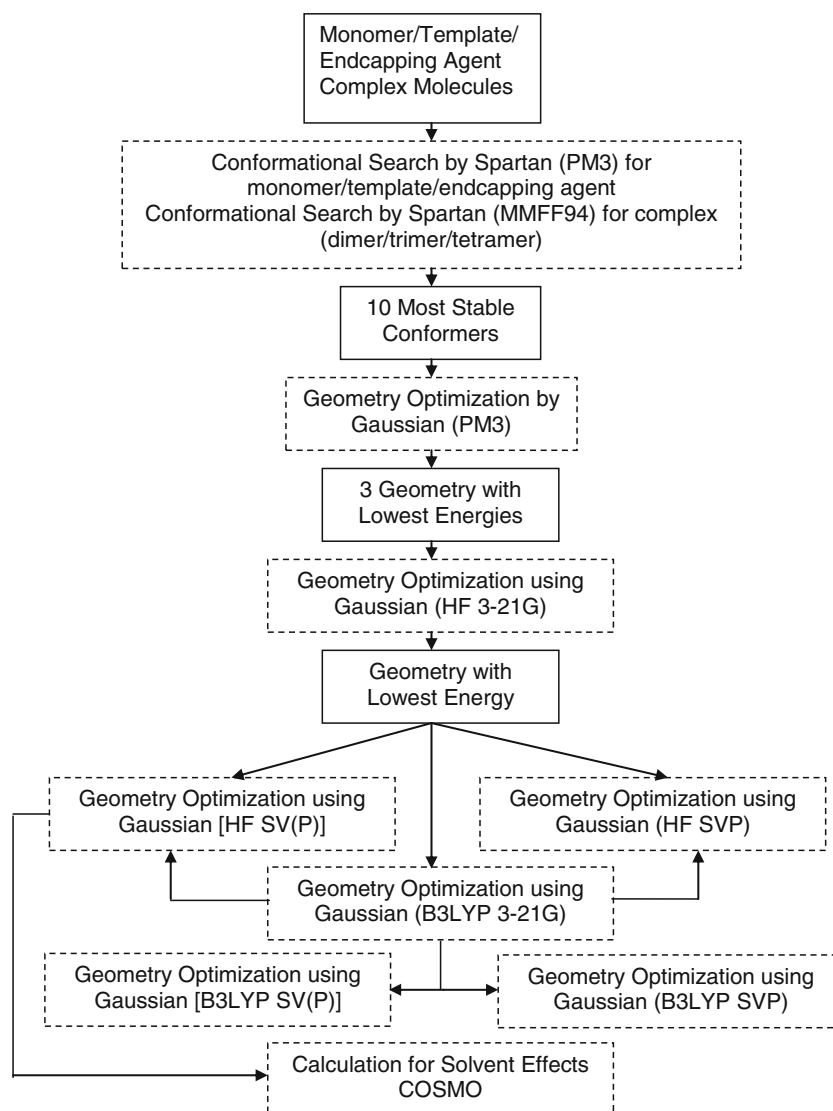 Monomer/Template/
Endcapping Agent
Complex Molecules
Conformational Search by Spartan (PM3) for
monomer/template/endcapping agent
Conformational Search by Spartan (MMFF94) for complex
(dimer/trimer/tetramer)
10 Most Stable
Conformers
Geometry Optimization by
Gaussian (PM3)
3 Geometry with
Lowest Energies
Geometry Optimization using
Gaussian (HF 3-21G)
Geometry with
Lowest Energy
Geometry Optimization using
Gaussian [HF SV(P)]
Geometry Optimization using
Gaussian (HF SVP)
Geometry Optimization using
Gaussian (B3LYP 3-21G)
Geometry Optimization using
Gaussian [B3LYP SV(P)]
Geometry Optimization using
Gaussian (B3LYP SVP)
Calculation for Solvent Effects
COSMO